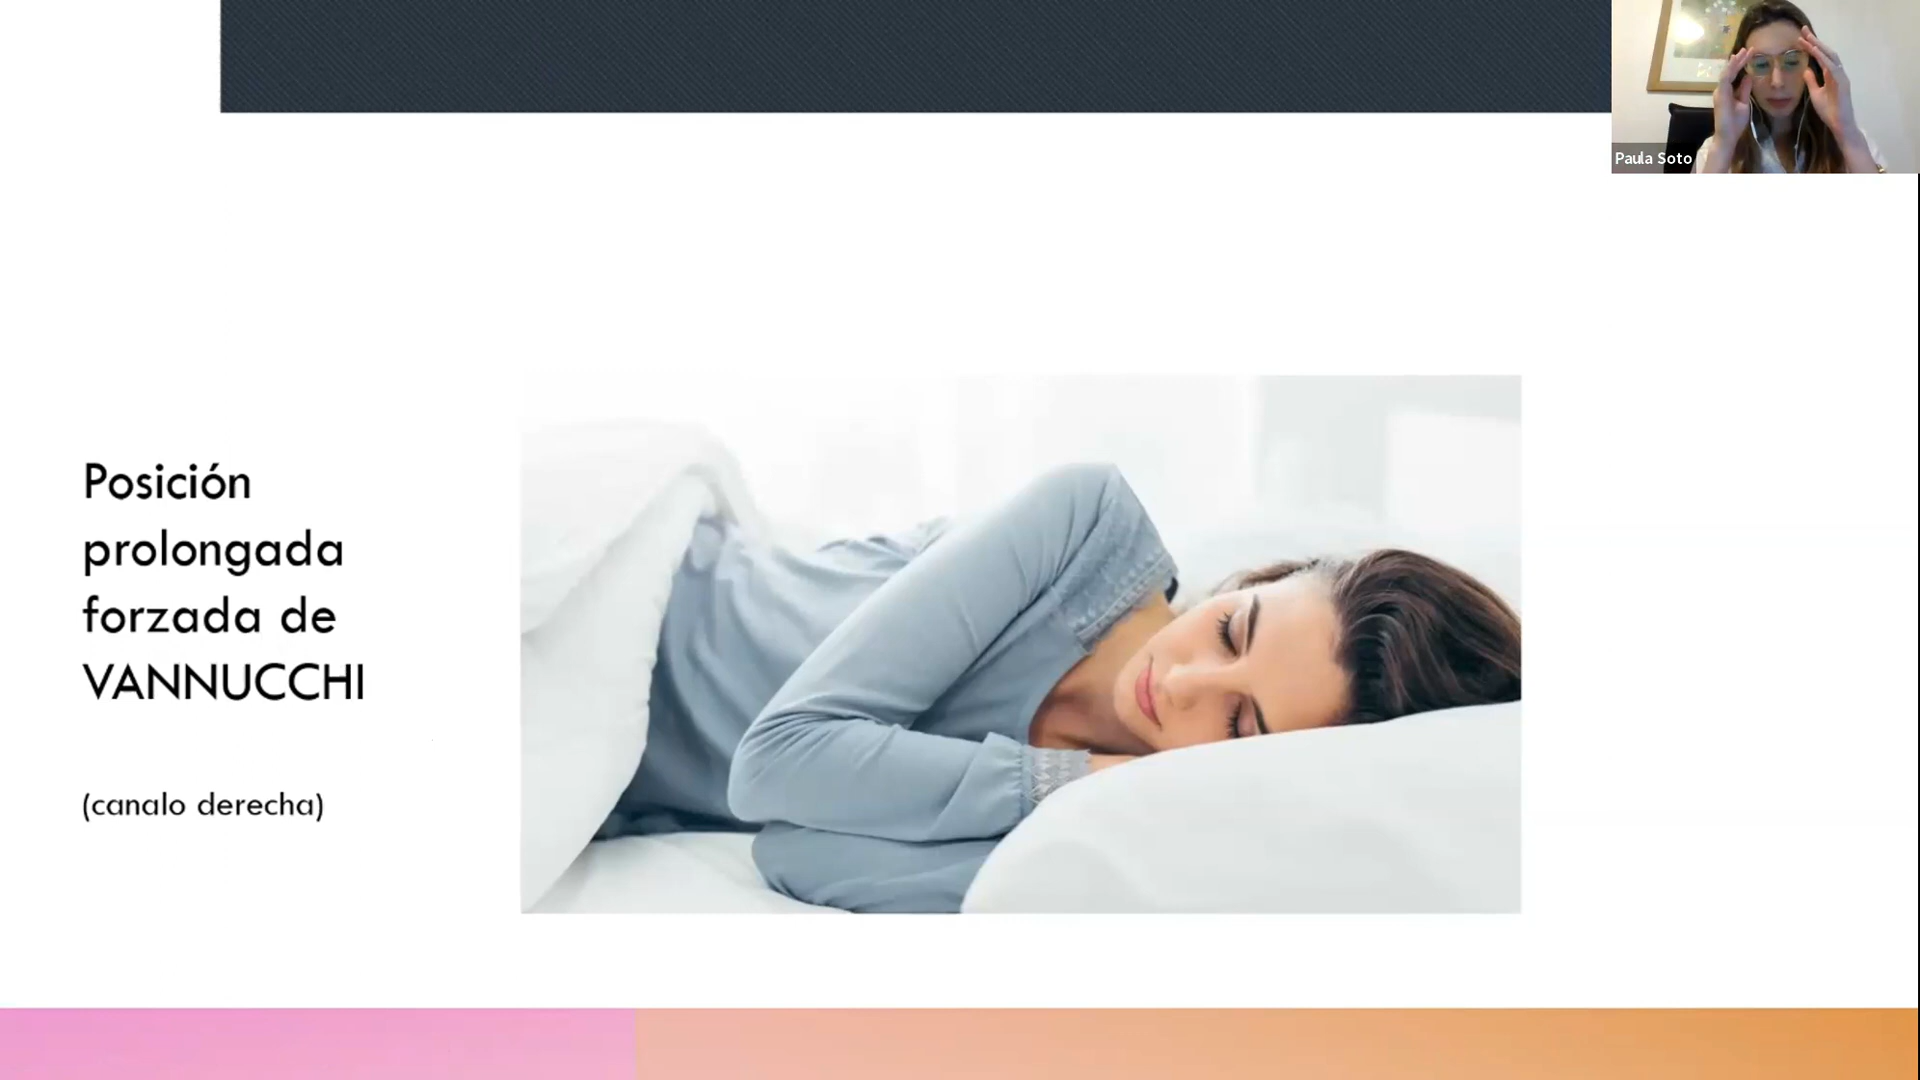 Paula Soto
Posición
prolongada
forzada de
VANNUCCHI
(canalo derecha)